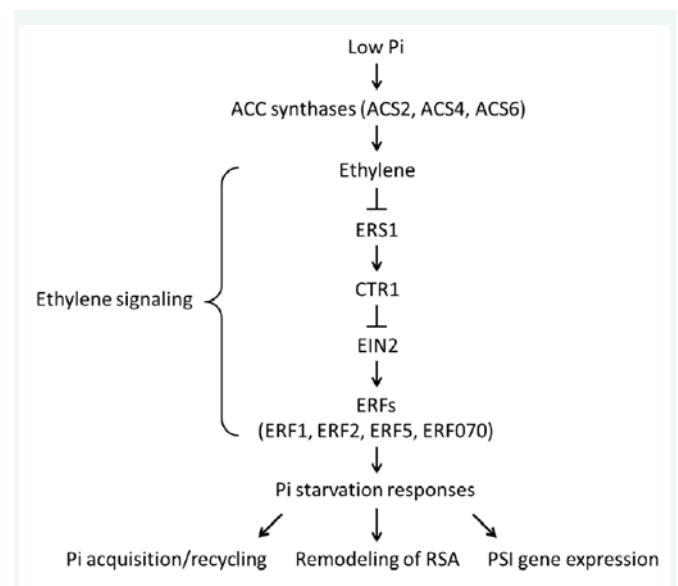 Low Pi
ACC synthases (ACS2, ACS4, ACS6)
Ethylene
ERS1
CTR1
EIN2
ERFs
(ERF1, ERF2, ERF5, ERF070)
Ethylene signaling
Pi starvation responses
Pi acquisition/recycling
Remodeling of RSA
PSI gene expression